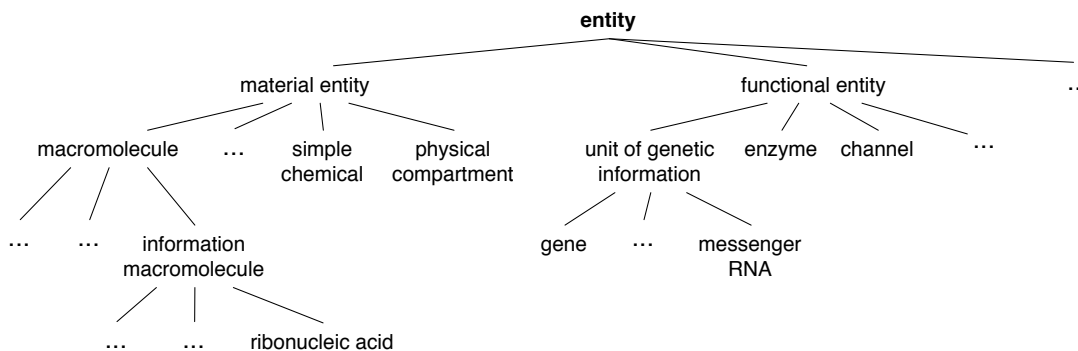 entity
material entity
functional entity
...
macromolecule
...
simple
chemical
physical
compartment
unit of genetic
information
enzyme
channel
...
...
...
information
macromolecule
gene
...
messenger
RNA
...
...
ribonucleic acid